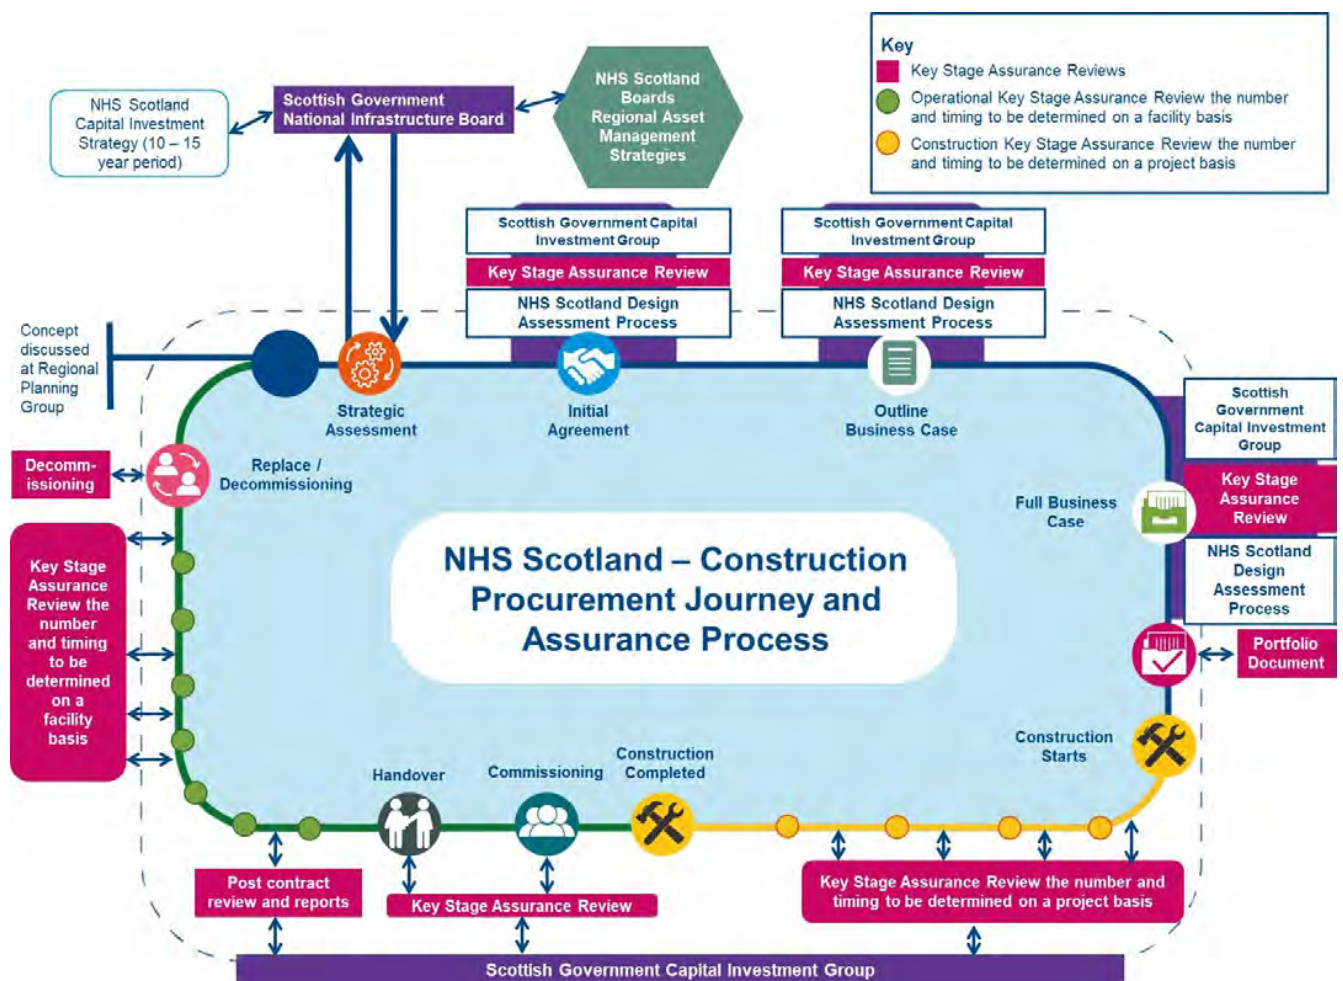 NHS Scotland
Capital Investment
Strategy (10 – 15
year period)
Scottish Government
National Infrastructure Board
NHS Scotland
Boards
Regional Asset
Management
Strategies
Key
Key Stage Assurance Reviews
Operational Key Stage Assurance Review the number
and timing to be determined on a facility basis
Construction Key Stage Assurance Review the number
and timing to be determined on a project basis
Scottish Government Capital
Investment Group
Key Stage Assurance Review
NHS Scotland Design
Assessment Process
Scottish Government Capital
Investment Group
Key Stage Assurance Review
NHS Scotland Design
Assessment Process
Concept
discussed
at Regional
Planning
Group
Strategic
Assessment
Initial
Agreement
Outline
Business Case
Scottish
Government
Capital Investment
Group
Key Stage
Assurance
Review
NHS Scotland
Design
Assessment
Process
Full Business
Case
Portfolio
Document
Construction
Starts
Decomm-
issioning
Replace /
Decommissioning
Key Stage
Assurance
Review the
number
and timing
to be
determined
on a
facility
basis
NHS Scotland – Construction
Procurement Journey and
Assurance Process
Handover
Commissioning
Construction
Completed
Post contract
review and reports
Key Stage Assurance Review
Key Stage Assurance Review the number and
timing to be determined on a project basis
Scottish Government Capital Investment Group